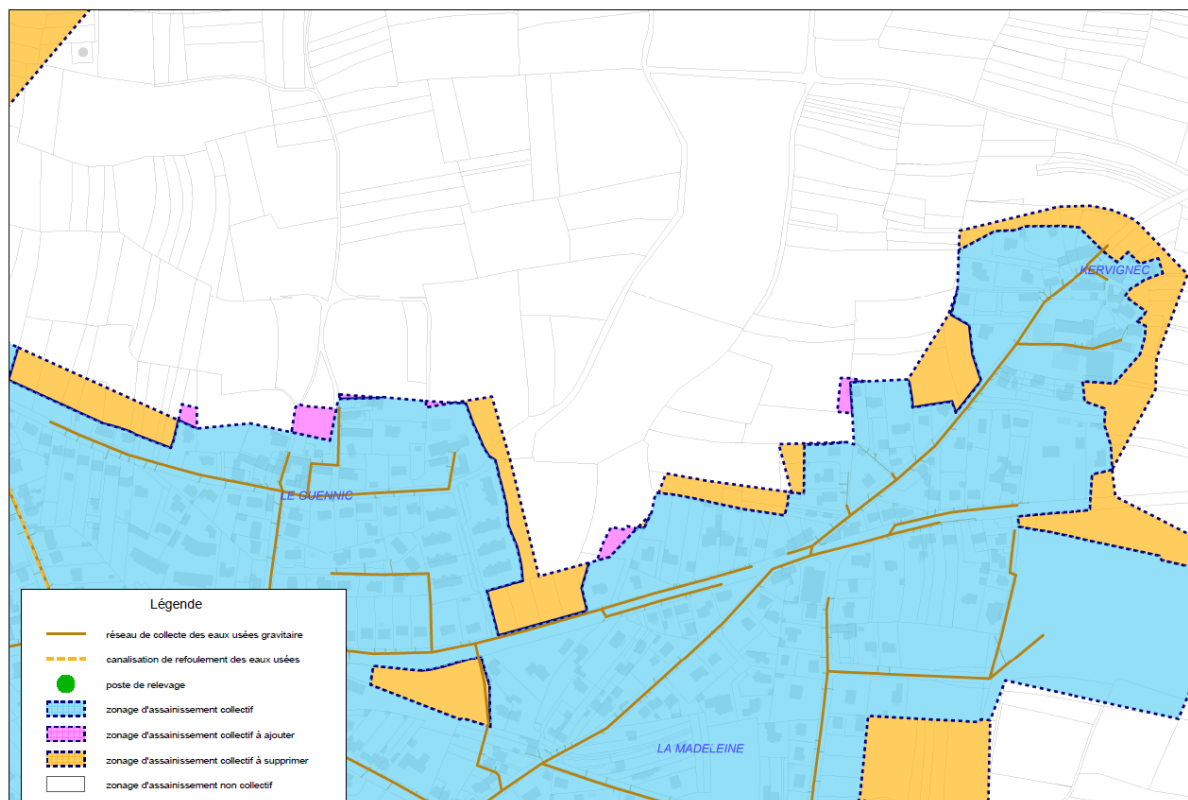 KERVIGNEC
LE GUENNIC
LA MADELEINE
Légende
réseau de collecte des eaux usées gravitaire
canalisation de refoulement des eaux usées
poste de relevage
zonage d'assainissement collectif
zonage d'assainissement collectif à ajouter
zonage d'assainissement collectif à supprimer
zonage d'assainissement non collectif